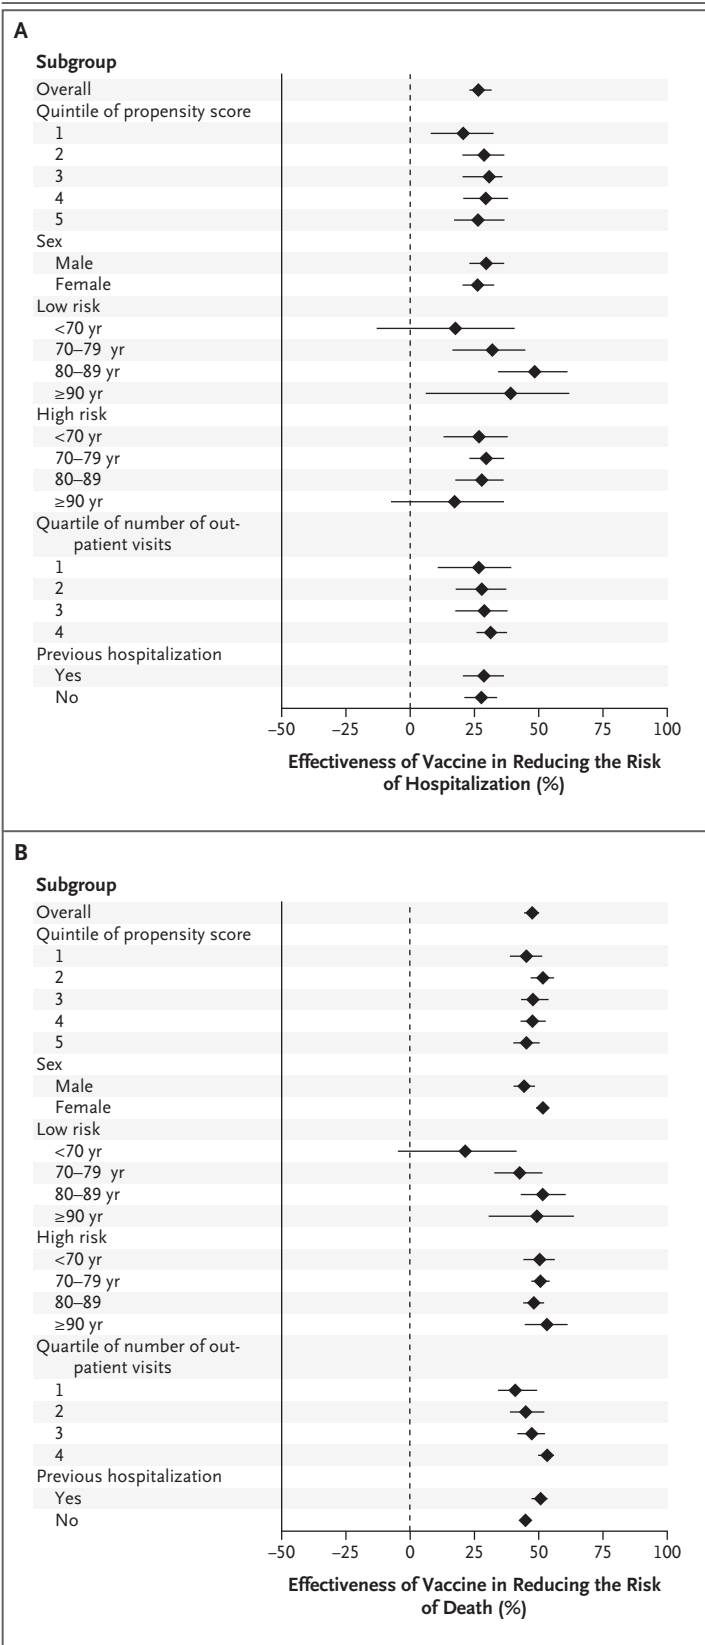 A
Subgroup
Overall
Quintile of propensity score
1
2
3
4
5
Sex
Male
Female
Low risk
<70 yr
70–79 yr
80–89 yr
≥90 yr
High risk
<70 yr
70–79 yr
80–89
≥90 yr
Quartile of number of out-
patient visits
1
2
3
4
Previous hospitalization
Yes
No
–50 –25 0 25 50 75 100
Effectiveness of Vaccine in Reducing the Risk
of Hospitalization (%)
B
Subgroup
Overall
Quintile of propensity score
1
2
3
4
5
Sex
Male
Female
Low risk
<70 yr
70–79 yr
80–89 yr
≥90 yr
High risk
<70 yr
70–79 yr
80–89
≥90 yr
Quartile of number of out-
patient visits
1
2
3
4
Previous hospitalization
Yes
No
–50 –25 0 25 50 75 100
Effectiveness of Vaccine in Reducing the Risk
of Death (%)